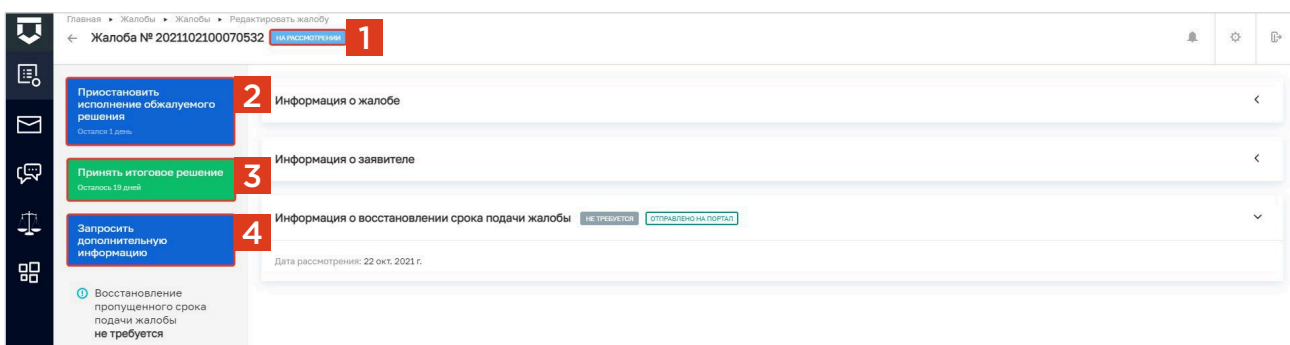 Главная ▸ Жалобы ▸ Жалобы ▸ Редактировать жалобу
← Жалоба № 2021102100070532 НА РАССМОТРЕНИИ 1
Приостановить
исполнение обжалуемого
решения
Остался 1 день
2
Информация о жалобе
Информация о заявителе
Принять итоговое решение
Осталось 19 дней
3
Информация о восстановлении срока подачи жалобы НЕ ТРЕБУЕТСЯ ОТПРАВЛЕНО НА ПОРТАЛ
Запросить
дополнительную
информацию
4
Дата рассмотрения: 22 окт. 2021 г.
Восстановление
пропущенного срока
подачи жалобы
не требуется